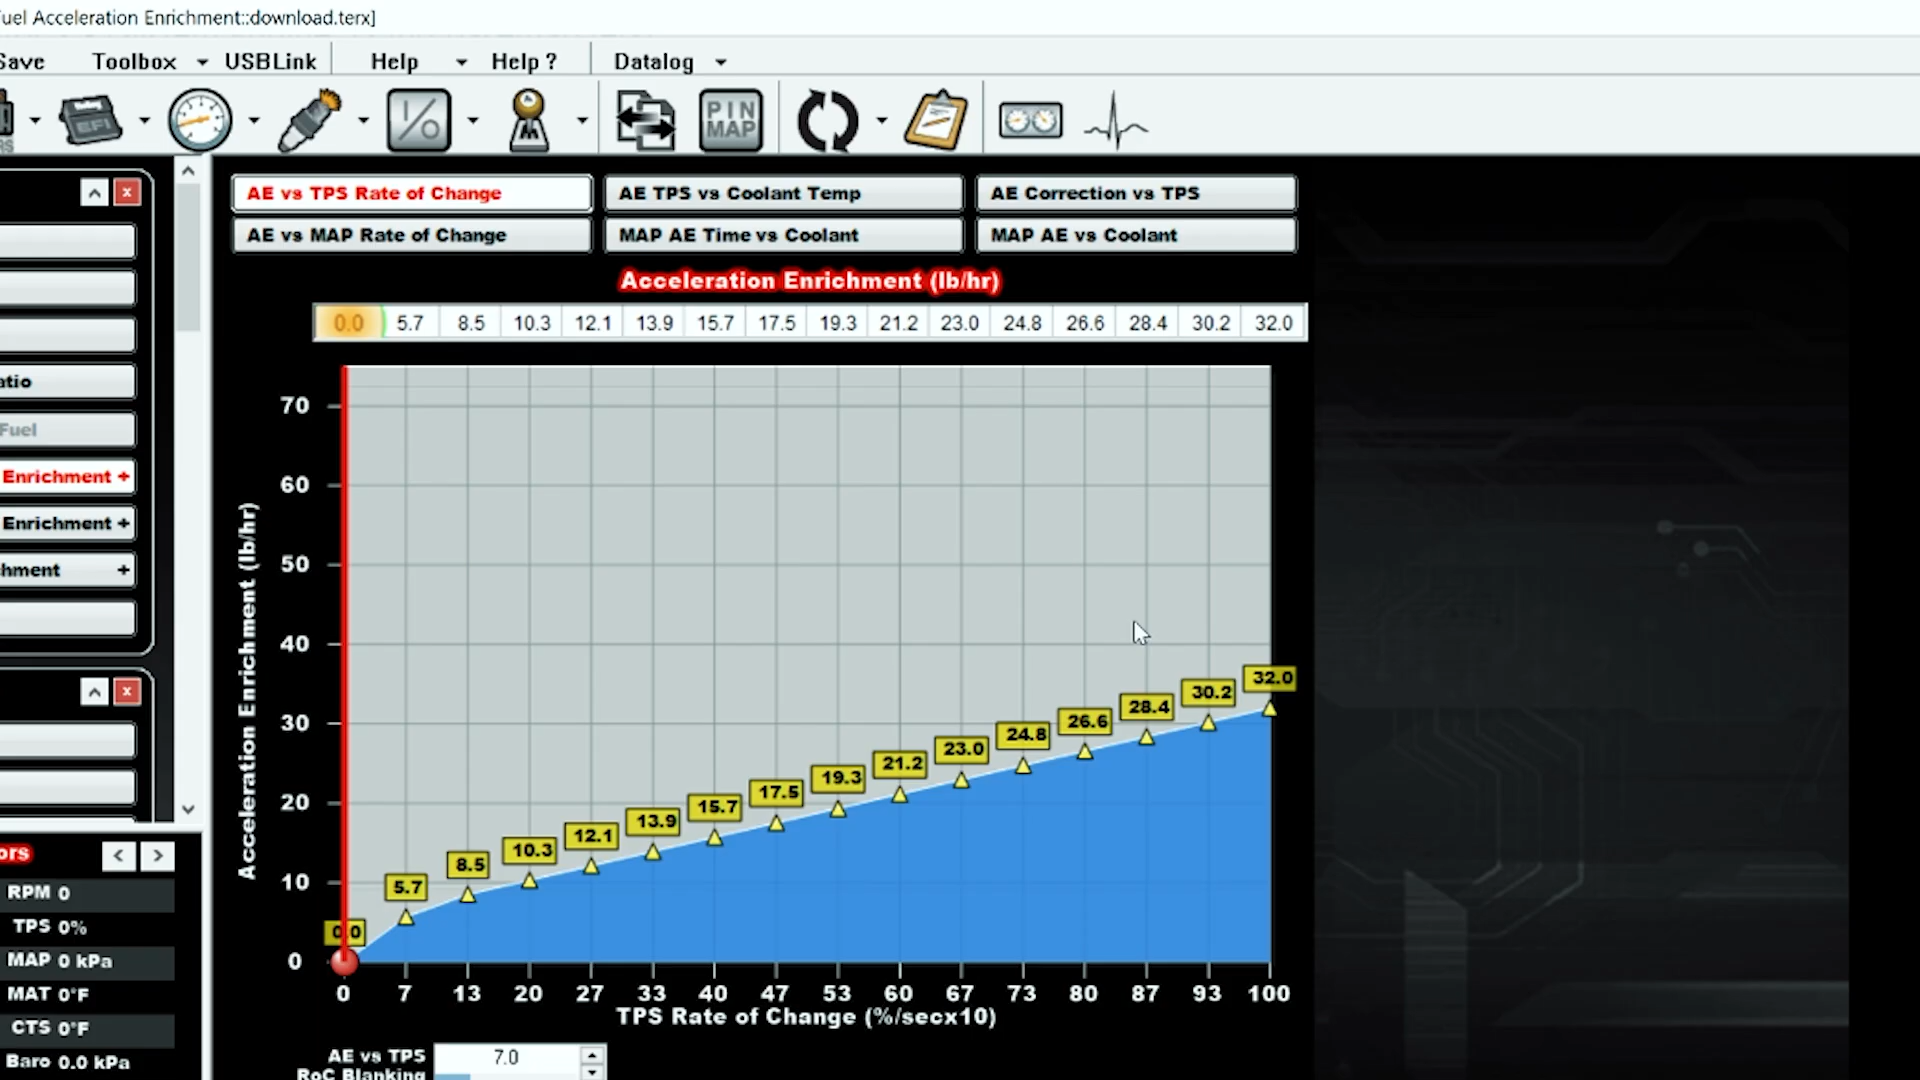 uel Acceleration Enrichment::download.terx]
Save Toolbox USBLink Help Help ? Datalog
EFI I/O PIN MAP
AE vs TPS Rate of Change AE TPS vs Coolant Temp AE Correction vs TPS
AE vs MAP Rate of Change MAP AE Time vs Coolant MAP AE vs Coolant
Acceleration Enrichment (lb/hr)
0.0 5.7 8.5 10.3 12.1 13.9 15.7 17.5 19.3 21.2 23.0 24.8 26.6 28.4 30.2 32.0
atio
Fuel
Enrichment +
Enrichment +
hment +
Acceleration Enrichment (lb/hr)
70
60
50
40
30
20
10
0
0.0 5.7 8.5 10.3 12.1 13.9 15.7 17.5 19.3 21.2 23.0 24.8 26.6 28.4 30.2 32.0
0 7 13 20 27 33 40 47 53 60 67 73 80 87 93 100
TPS Rate of Change (%/secx10)
AE vs TPS 7.0
RoC Blanking
ors
RPM 0
TPS 0%
MAP 0 kPa
MAT 0°F
CTS 0°F
Baro 0.0 kPa